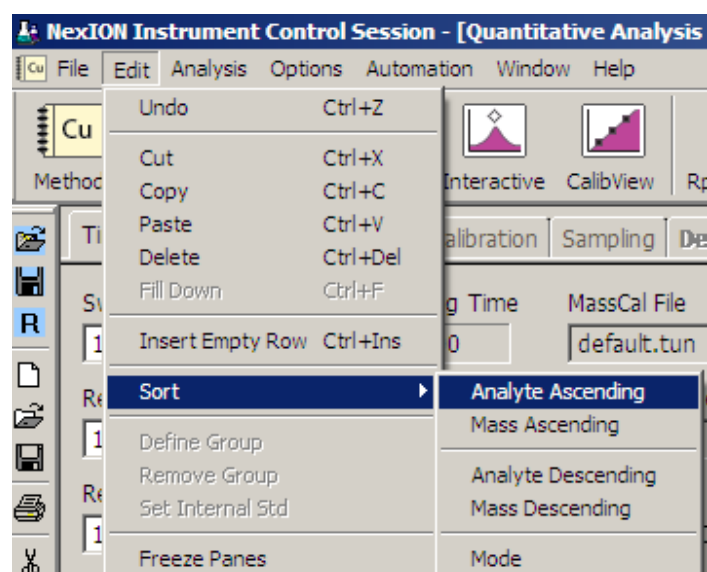 NexION Instrument Control Session - [Quantitative Analysis
Cu File Edit Analysis Options Automation Window Help
Cu
Interactive CalibView
Undo Ctrl+Z
Cut Ctrl+X
Copy Ctrl+C
Paste Ctrl+V
Delete Ctrl+Del
Fill Down Ctrl+F
Insert Empty Row Ctrl+Ins
Sort
Define Group
Remove Group
Set Internal Std
Freeze Panes
Sampling
Time MassCal File
0 default.tun
R
Analyte Ascending
Mass Ascending
Analyte Descending
Mass Descending
Mode